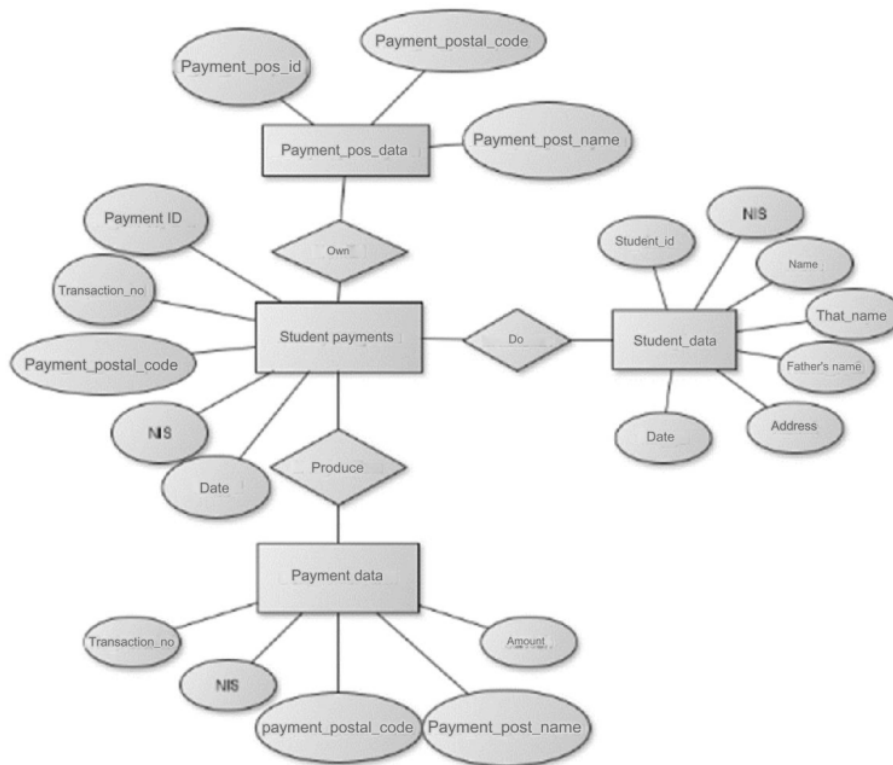 Payment_postal_code
Payment_pos_id
Payment_pos_data
Payment_post_name
Payment ID
Own
NIS
Student_id
Name
Transaction_no
That_name
Student payments
Do
Student_data
Payment_postal_code
Father's name
NIS
Date
Address
Produce
Date
Payment data
Transaction_no
Amount
NIS
payment_postal_code
Payment_post_name